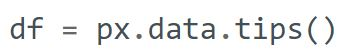 df = px.data.tips()